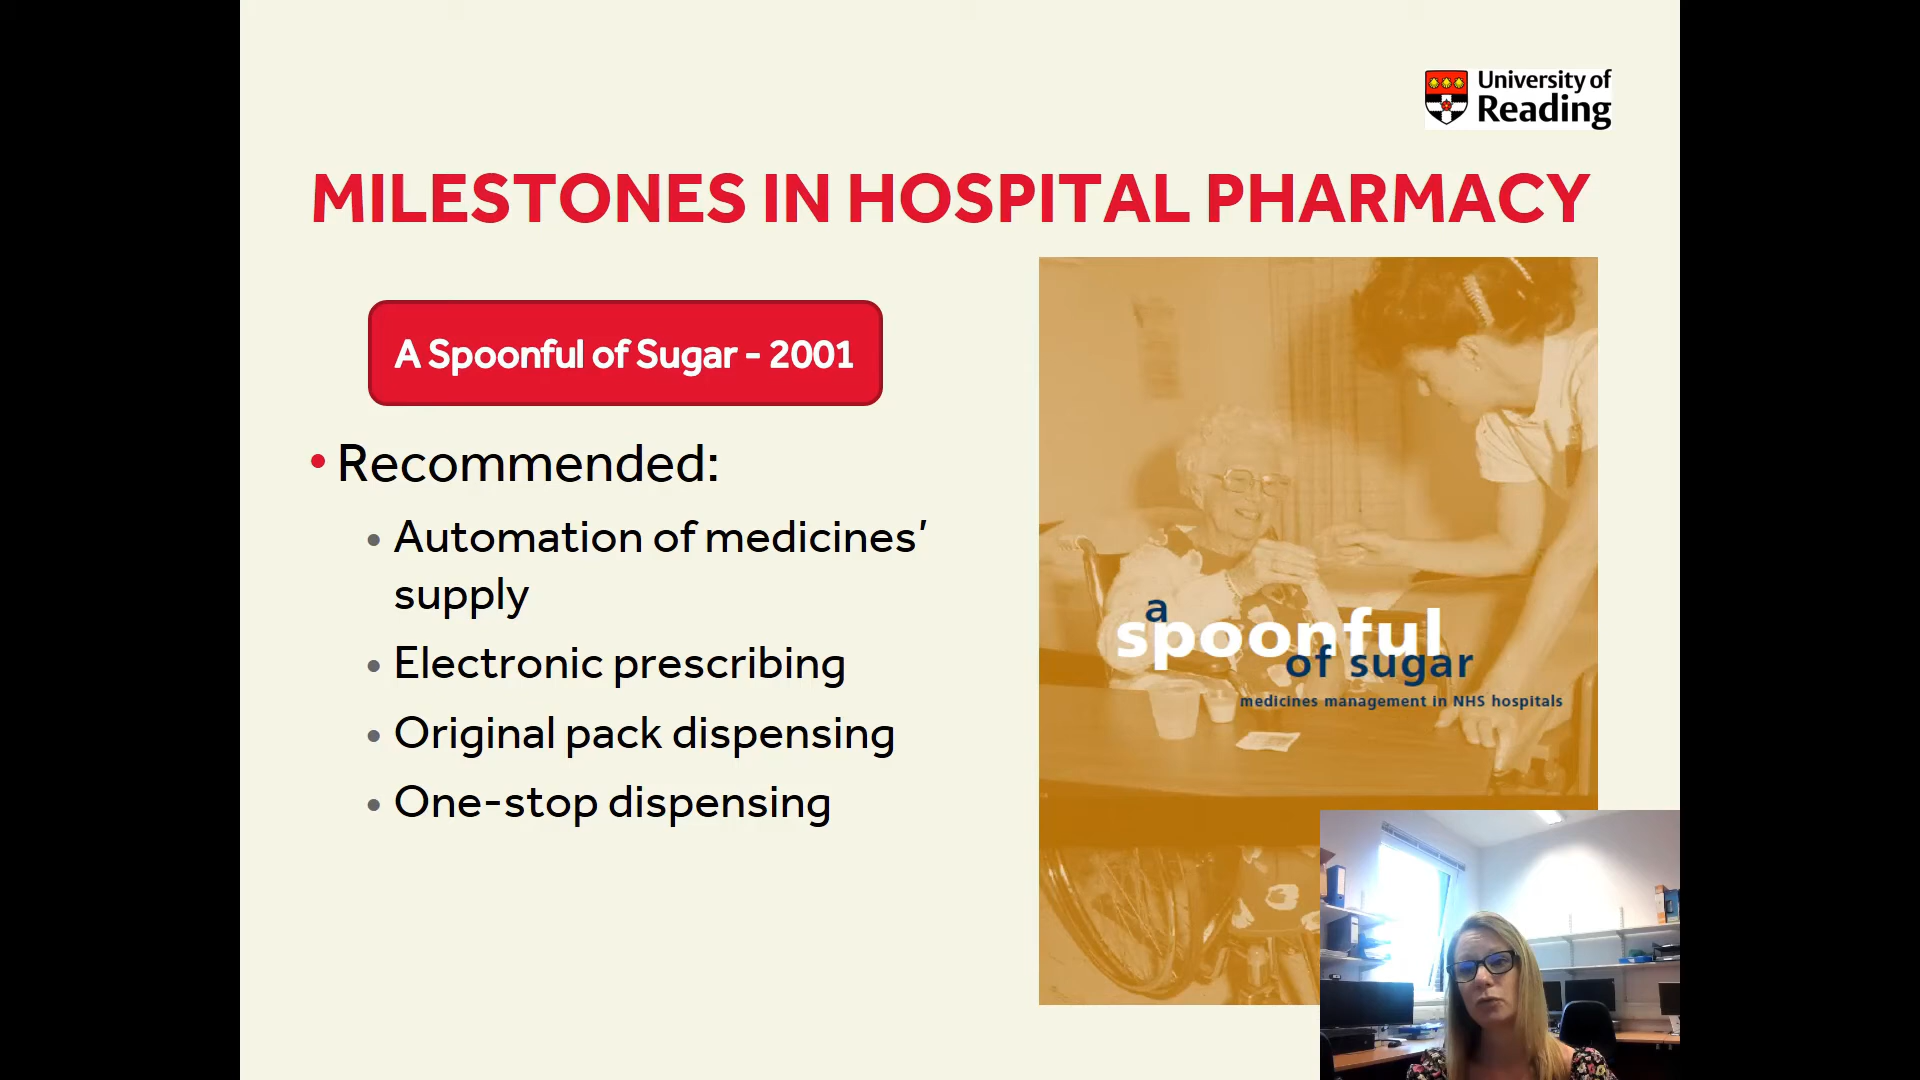 University of
Reading
MILESTONES IN HOSPITAL PHARMACY
A Spoonful of Sugar - 2001
• Recommended:
• Automation of medicines’
supply
• Electronic prescribing
• Original pack dispensing
• One-stop dispensing
a
spoonful
of sugar
medicines management in NHS hospitals